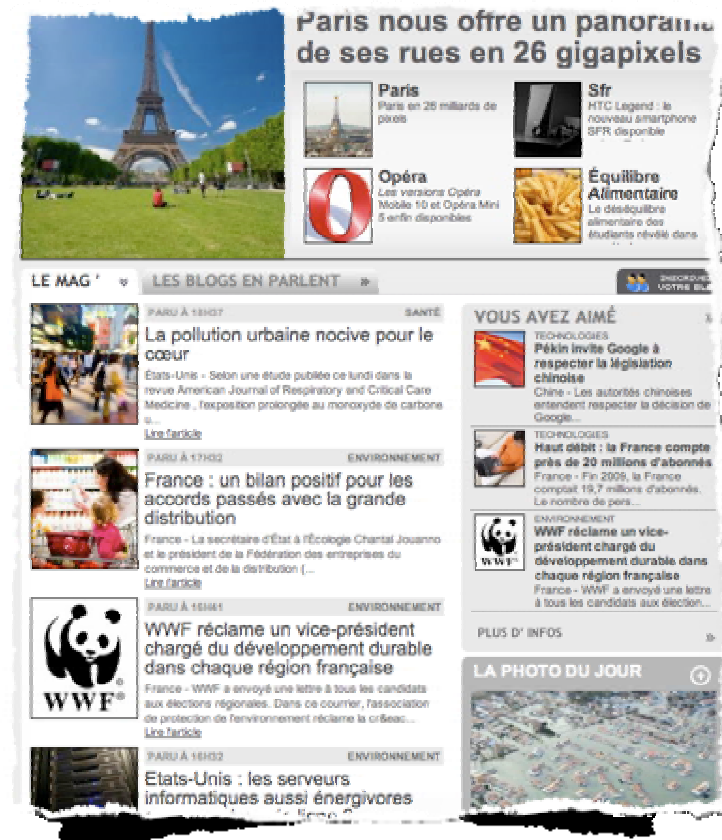 Paris nous offre un panorama
de ses rues en 26 gigapixels
Paris
Paris en 26 milliards de
pixels
Sfr
HTC Legend : le
nouveau smartphone
SFR disponible
Opéra
Les versions Opéra
Mobile 10 et Opéra Mini
5 enfin disponibles
Équilibre
Alimentaire
Le déséquilibre
alimentaire des
étudiants révélé dans
LE MAG '
LES BLOGS EN PARLENT »
INSCRIVEZ
VOTRE BL
PARU À 18H37 SANTÉ
La pollution urbaine nocive pour le
cœur
États-Unis - Selon une étude publiée ce lundi dans la
revue American Journal of Respiratory and Critical Care
Medicine , l'exposition prolongée au monoxyde de carbone
u...
Lire l'article
PARU À 17H32 ENVIRONNEMENT
France : un bilan positif pour les
accords passés avec la grande
distribution
France - La secrétaire d'État à l'Écologie Chantal Jouanno
et le président de la Fédération des entreprises du
commerce et de la distribution (...
Lire l'article
PARU À 16H41 ENVIRONNEMENT
WWF réclame un vice-président
chargé du développement durable
dans chaque région française
France - WWF a envoyé une lettre à tous les candidats
aux élections régionales. Dans ce courrier, l'association
de protection de l'environnement réclame la cr&eac...
Lire l'article
WWF®
PARU À 16H32 ENVIRONNEMENT
Etats-Unis : les serveurs
informatiques aussi énergivores
VOUS AVEZ AIMÉ
TECHNOLOGIES
Pékin invite Google à
respecter la législation
chinoise
Chine - Les autorités chinoises
entendent respecter la décision de
Google...
TECHNOLOGIES
Haut débit : la France compte
près de 20 millions d'abonnés
France - Fin 2009, la France
comptait 19,7 millions d'abonnés.
Le nombre de pers...
ENVIRONNEMENT
WWF réclame un vice-
président chargé du
développement durable dans
chaque région française
France - WWF a envoyé une lettre
à tous les candidats aux élection...
WWF
PLUS D' INFOS »
LA PHOTO DU JOUR